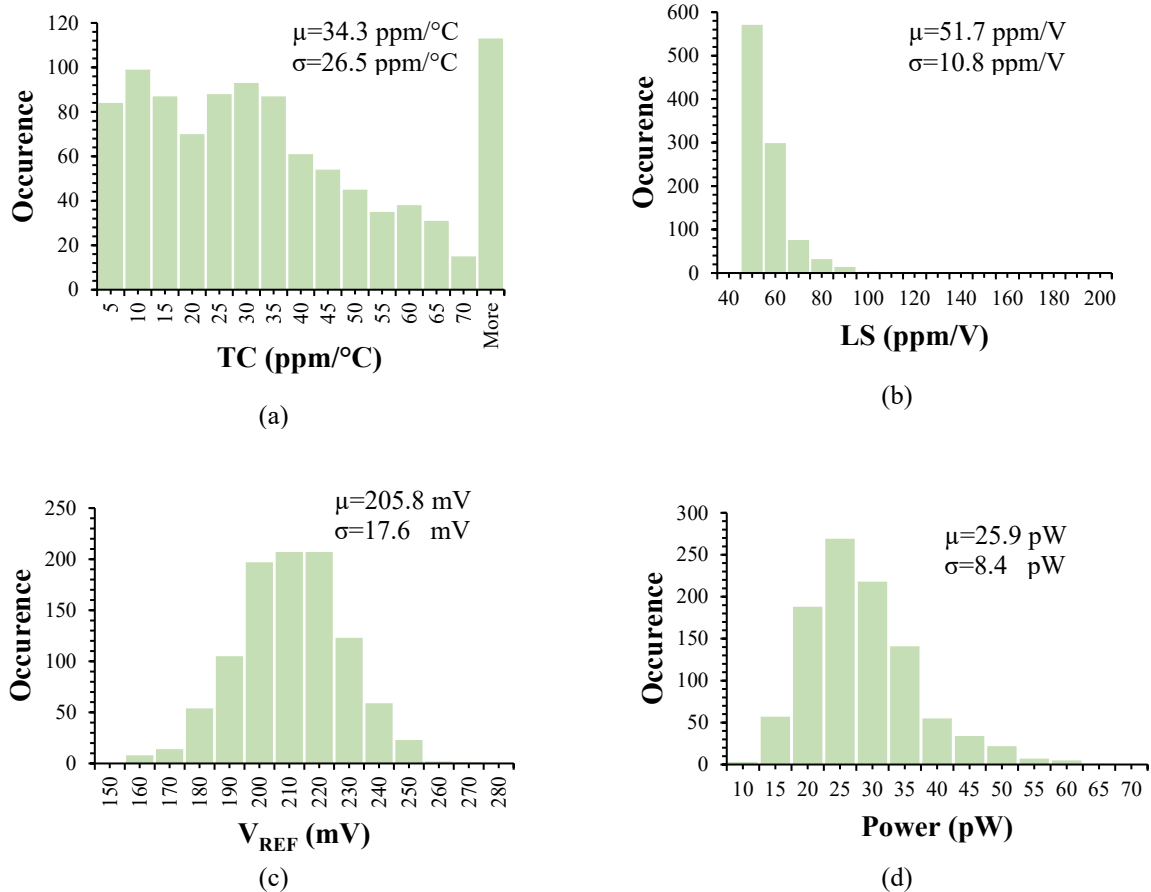 µ=34.3 ppm/°C
σ=26.5 ppm/°C
Occurence
120
100
80
60
40
20
0
5 10 15 20 25 30 35 40 45 50 55 60 65 70 More
TC (ppm/°C)
(a)
µ=51.7 ppm/V
σ=10.8 ppm/V
Occurence
600
500
400
300
200
100
0
40 60 80 100 120 140 160 180 200
LS (ppm/V)
(b)
µ=205.8 mV
σ=17.6 mV
Occurence
250
200
150
100
50
0
150 160 170 180 190 200 210 220 230 240 250 260 270 280
VREF (mV)
(c)
µ=25.9 pW
σ=8.4 pW
Occurence
300
250
200
150
100
50
0
10 15 20 25 30 35 40 45 50 55 60 65 70
Power (pW)
(d)